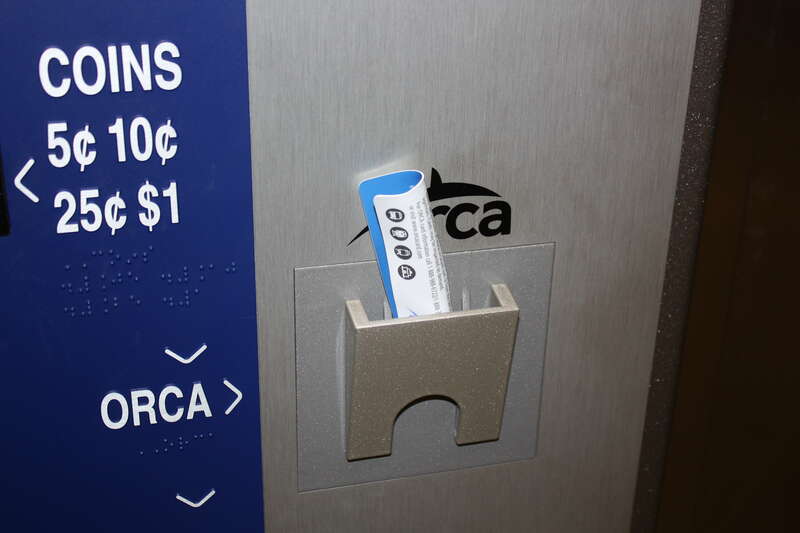 COINS
5¢ 10¢
25¢ $1
ORCA
orca